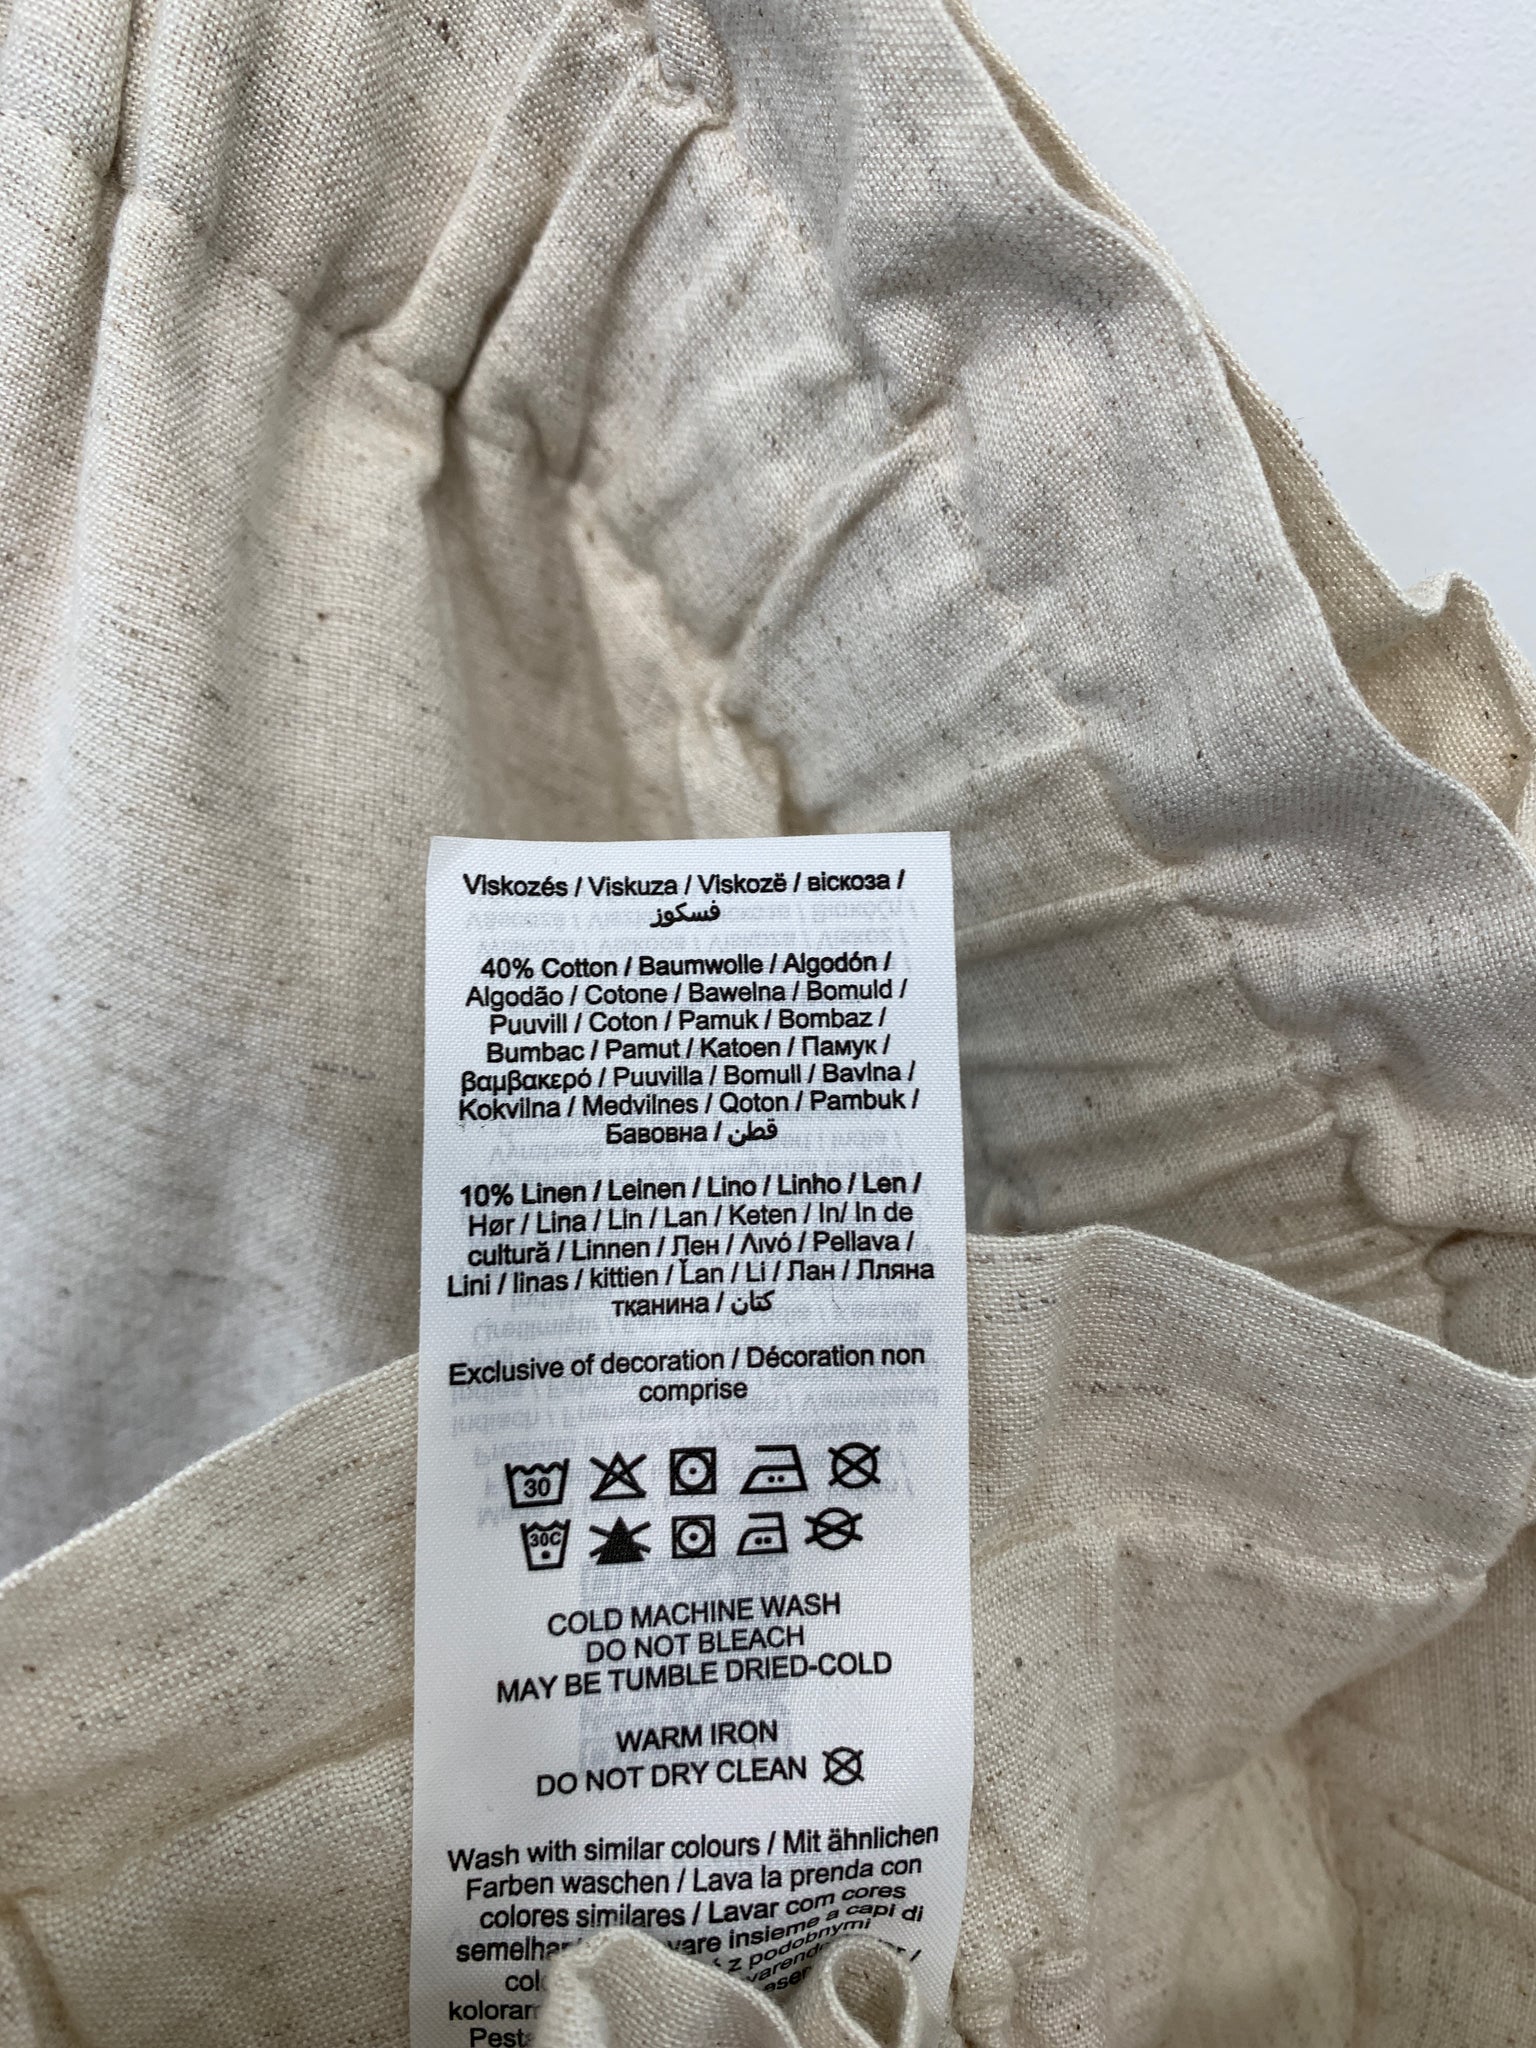 Viskozés / Viskuza / Viskozë / віскоза /
فسكوز
40% Cotton / Baumwolle / Algodón /
Algodão / Cotone / Bawełna / Bomuld /
Puuvill / Coton / Pamuk / Bombaz /
Bumbac / Pamut / Katoen / Памук /
βαμβακερό / Puuvilla / Bomull / Bavlna /
Kokvilna / Medvilnes / Qoton / Pambuk /
Бавовна / قطن
10% Linen / Leinen / Lino / Linho / Len /
Hør / Lina / Lin / Lan / Keten / In/ In de
cultură / Linnen / Лен / Λινό / Pellava /
Lini / linas / kittien / Ľan / Li / Лан / Лляна
тканина / كتان
Exclusive of decoration / Décoration non
comprise
30
30C
COLD MACHINE WASH
DO NOT BLEACH
MAY BE TUMBLE DRIED-COLD
WARM IRON
DO NOT DRY CLEAN
Wash with similar colours / Mit ähnlichen
Farben waschen / Lava la prenda con
colores similares / Lavar com cores
insieme a capi di
z podobnymi